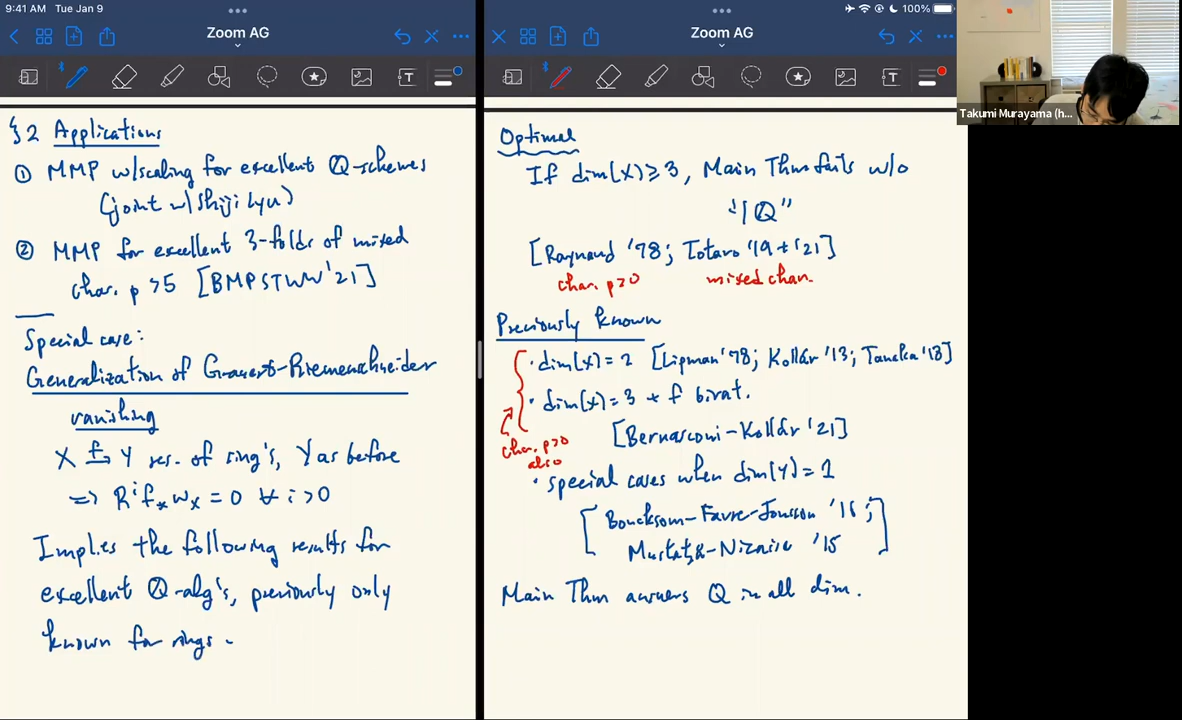 9:41 AM Tue Jan 9
100%
Zoom AG
Zoom AG
Takumi Murayama (h...
§2 Applications
① MMP w/scaling for excellent Q-schemes
(joint w/ Shiji Lyu)
② MMP for excellent 3-folds of mixed
char. p > 5 [BMPSTWW '21]
Special case:
Generalization of Grauert-Riemenschneider
vanishing
X f→ Y res. of sing's, Y as before
=> Rⁱf_*ω_X = 0 ∀ i > 0
Implies the following results for
excellent Q-alg's, previously only
known for rings
Optimal
If dim(X) ≥ 3, Main Thm fails w/o
"/Q"
[Raynaud '78; Totaro '19 + '21]
char. p>0 mixed char.
Previously known
· dim(X) = 2 [Lipman '78; Kollár '13; Tanaka '18]
· dim(X) = 3 + f birat.
[Bernasconi-Kollár '21]
char. p>0
also
· special cases when dim(Y) = 1
[Boucksom-Favre-Jonsson '16;
Mustaţă-Nicaise '15]
Main Thm answers Q in all dim.